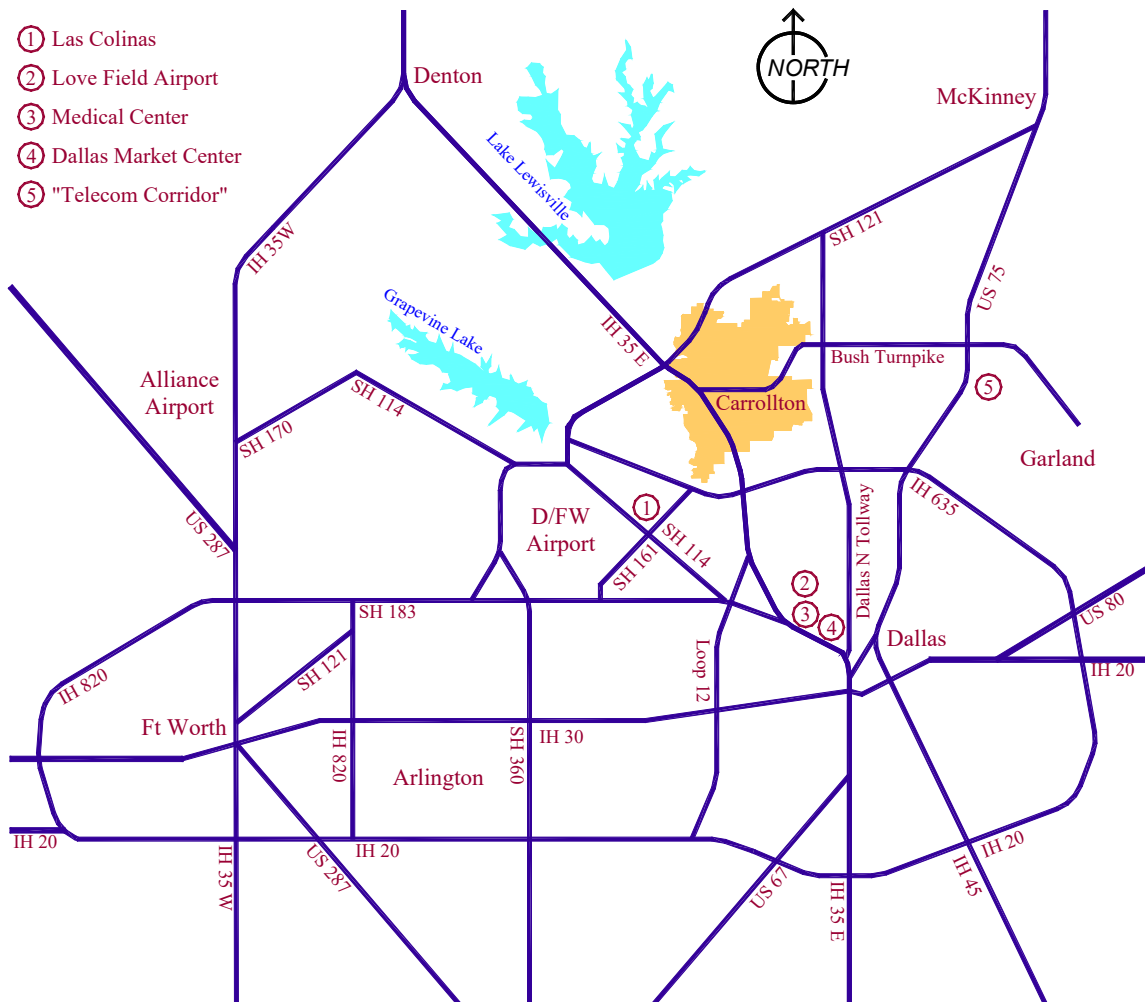 1 Las Colinas
2 Love Field Airport
3 Medical Center
4 Dallas Market Center
5 "Telecom Corridor"
NORTH
Denton
McKinney
Lake Lewisville
IH 35W
SH 121
US 75
Grapevine Lake
IH 35 E
Bush Turnpike
Alliance
Airport
SH 114
5
Carrollton
SH 170
Garland
IH 635
US 287
1
D/FW
Airport
SH 161
SH 114
Dallas N Tollway
2
3
4
SH 183
US 80
Dallas
SH 121
Loop 12
IH 820
IH 20
Ft Worth
IH 30
IH 820
SH 360
Arlington
IH 20
IH 20
IH 20
IH 35 W
US 287
US 67
IH 35 E
IH 45